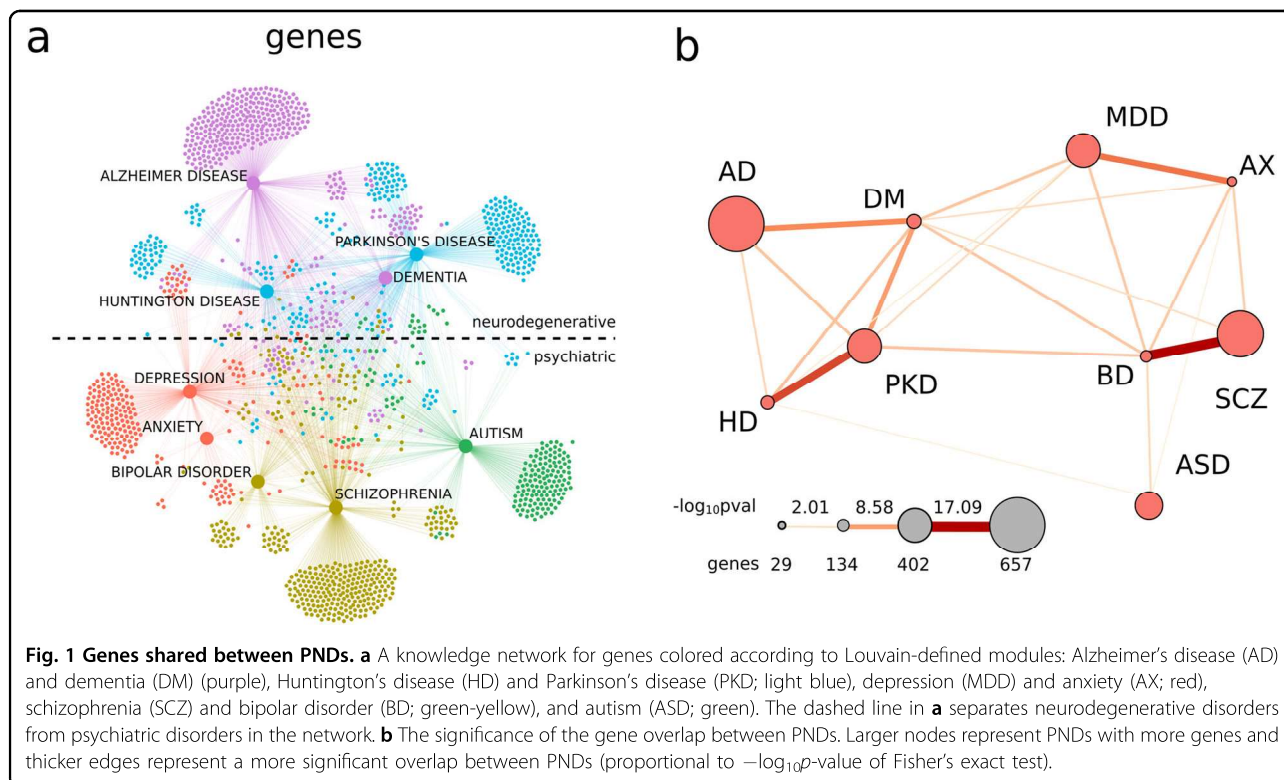 a
genes
ALZHEIMER DISEASE
PARKINSON'S DISEASE
DEMENTIA
HUNTINGTON DISEASE
neurodegenerative
psychiatric
DEPRESSION
ANXIETY
AUTISM
BIPOLAR DISORDER
SCHIZOPHRENIA
b
MDD
AX
AD
DM
PKD
BD
HD
SCZ
ASD
-log₁₀pval 2.01 8.58 17.09
genes 29 134 402 657
Fig. 1 Genes shared between PNDs. a A knowledge network for genes colored according to Louvain-defined modules: Alzheimer's disease (AD)
and dementia (DM) (purple), Huntington's disease (HD) and Parkinson's disease (PKD; light blue), depression (MDD) and anxiety (AX; red),
schizophrenia (SCZ) and bipolar disorder (BD; green-yellow), and autism (ASD; green). The dashed line in a separates neurodegenerative disorders
from psychiatric disorders in the network. b The significance of the gene overlap between PNDs. Larger nodes represent PNDs with more genes and
thicker edges represent a more significant overlap between PNDs (proportional to −log₁₀p-value of Fisher's exact test).